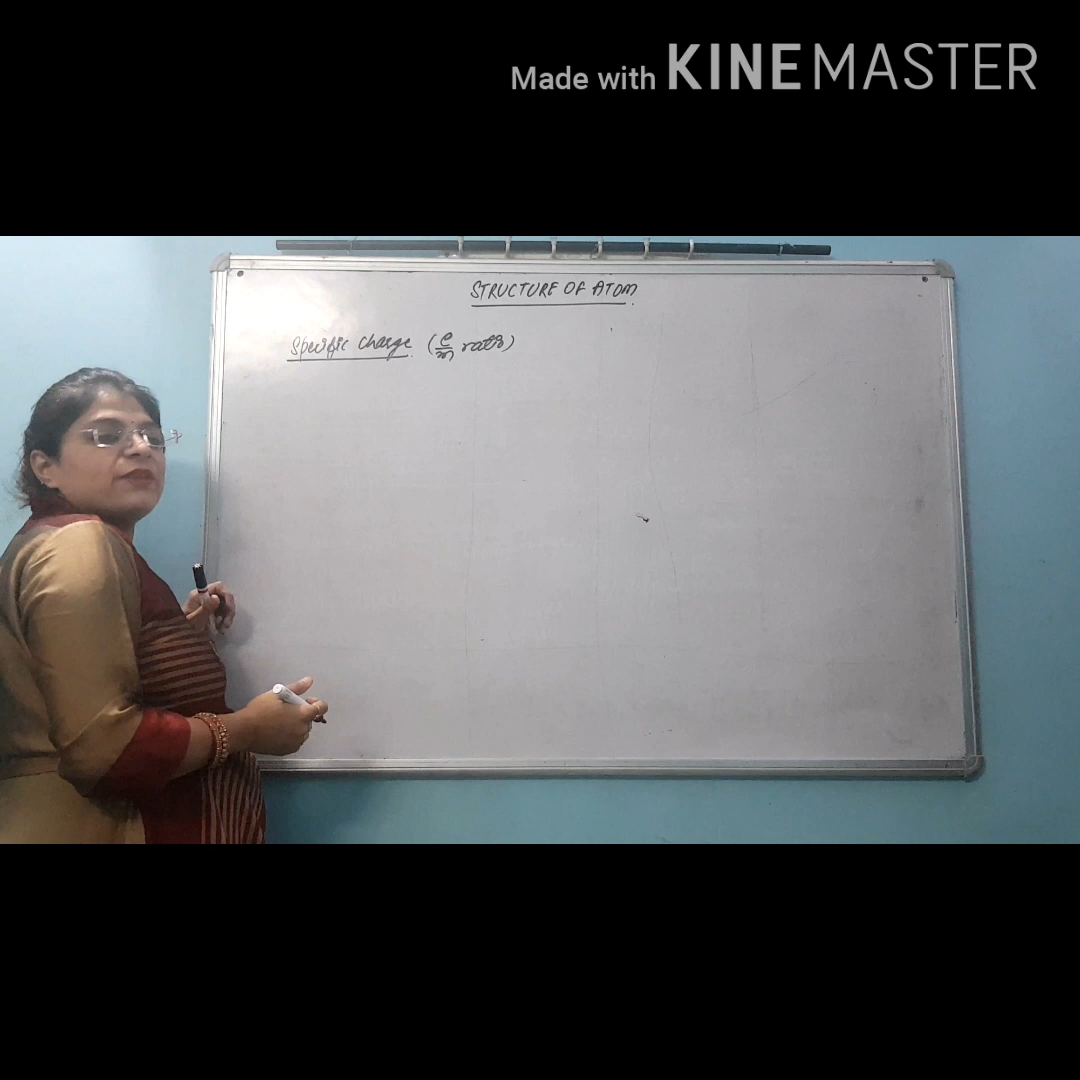 Made with KINEMASTER
STRUCTURE OF ATOM
Specific Charge (e/m ratio)